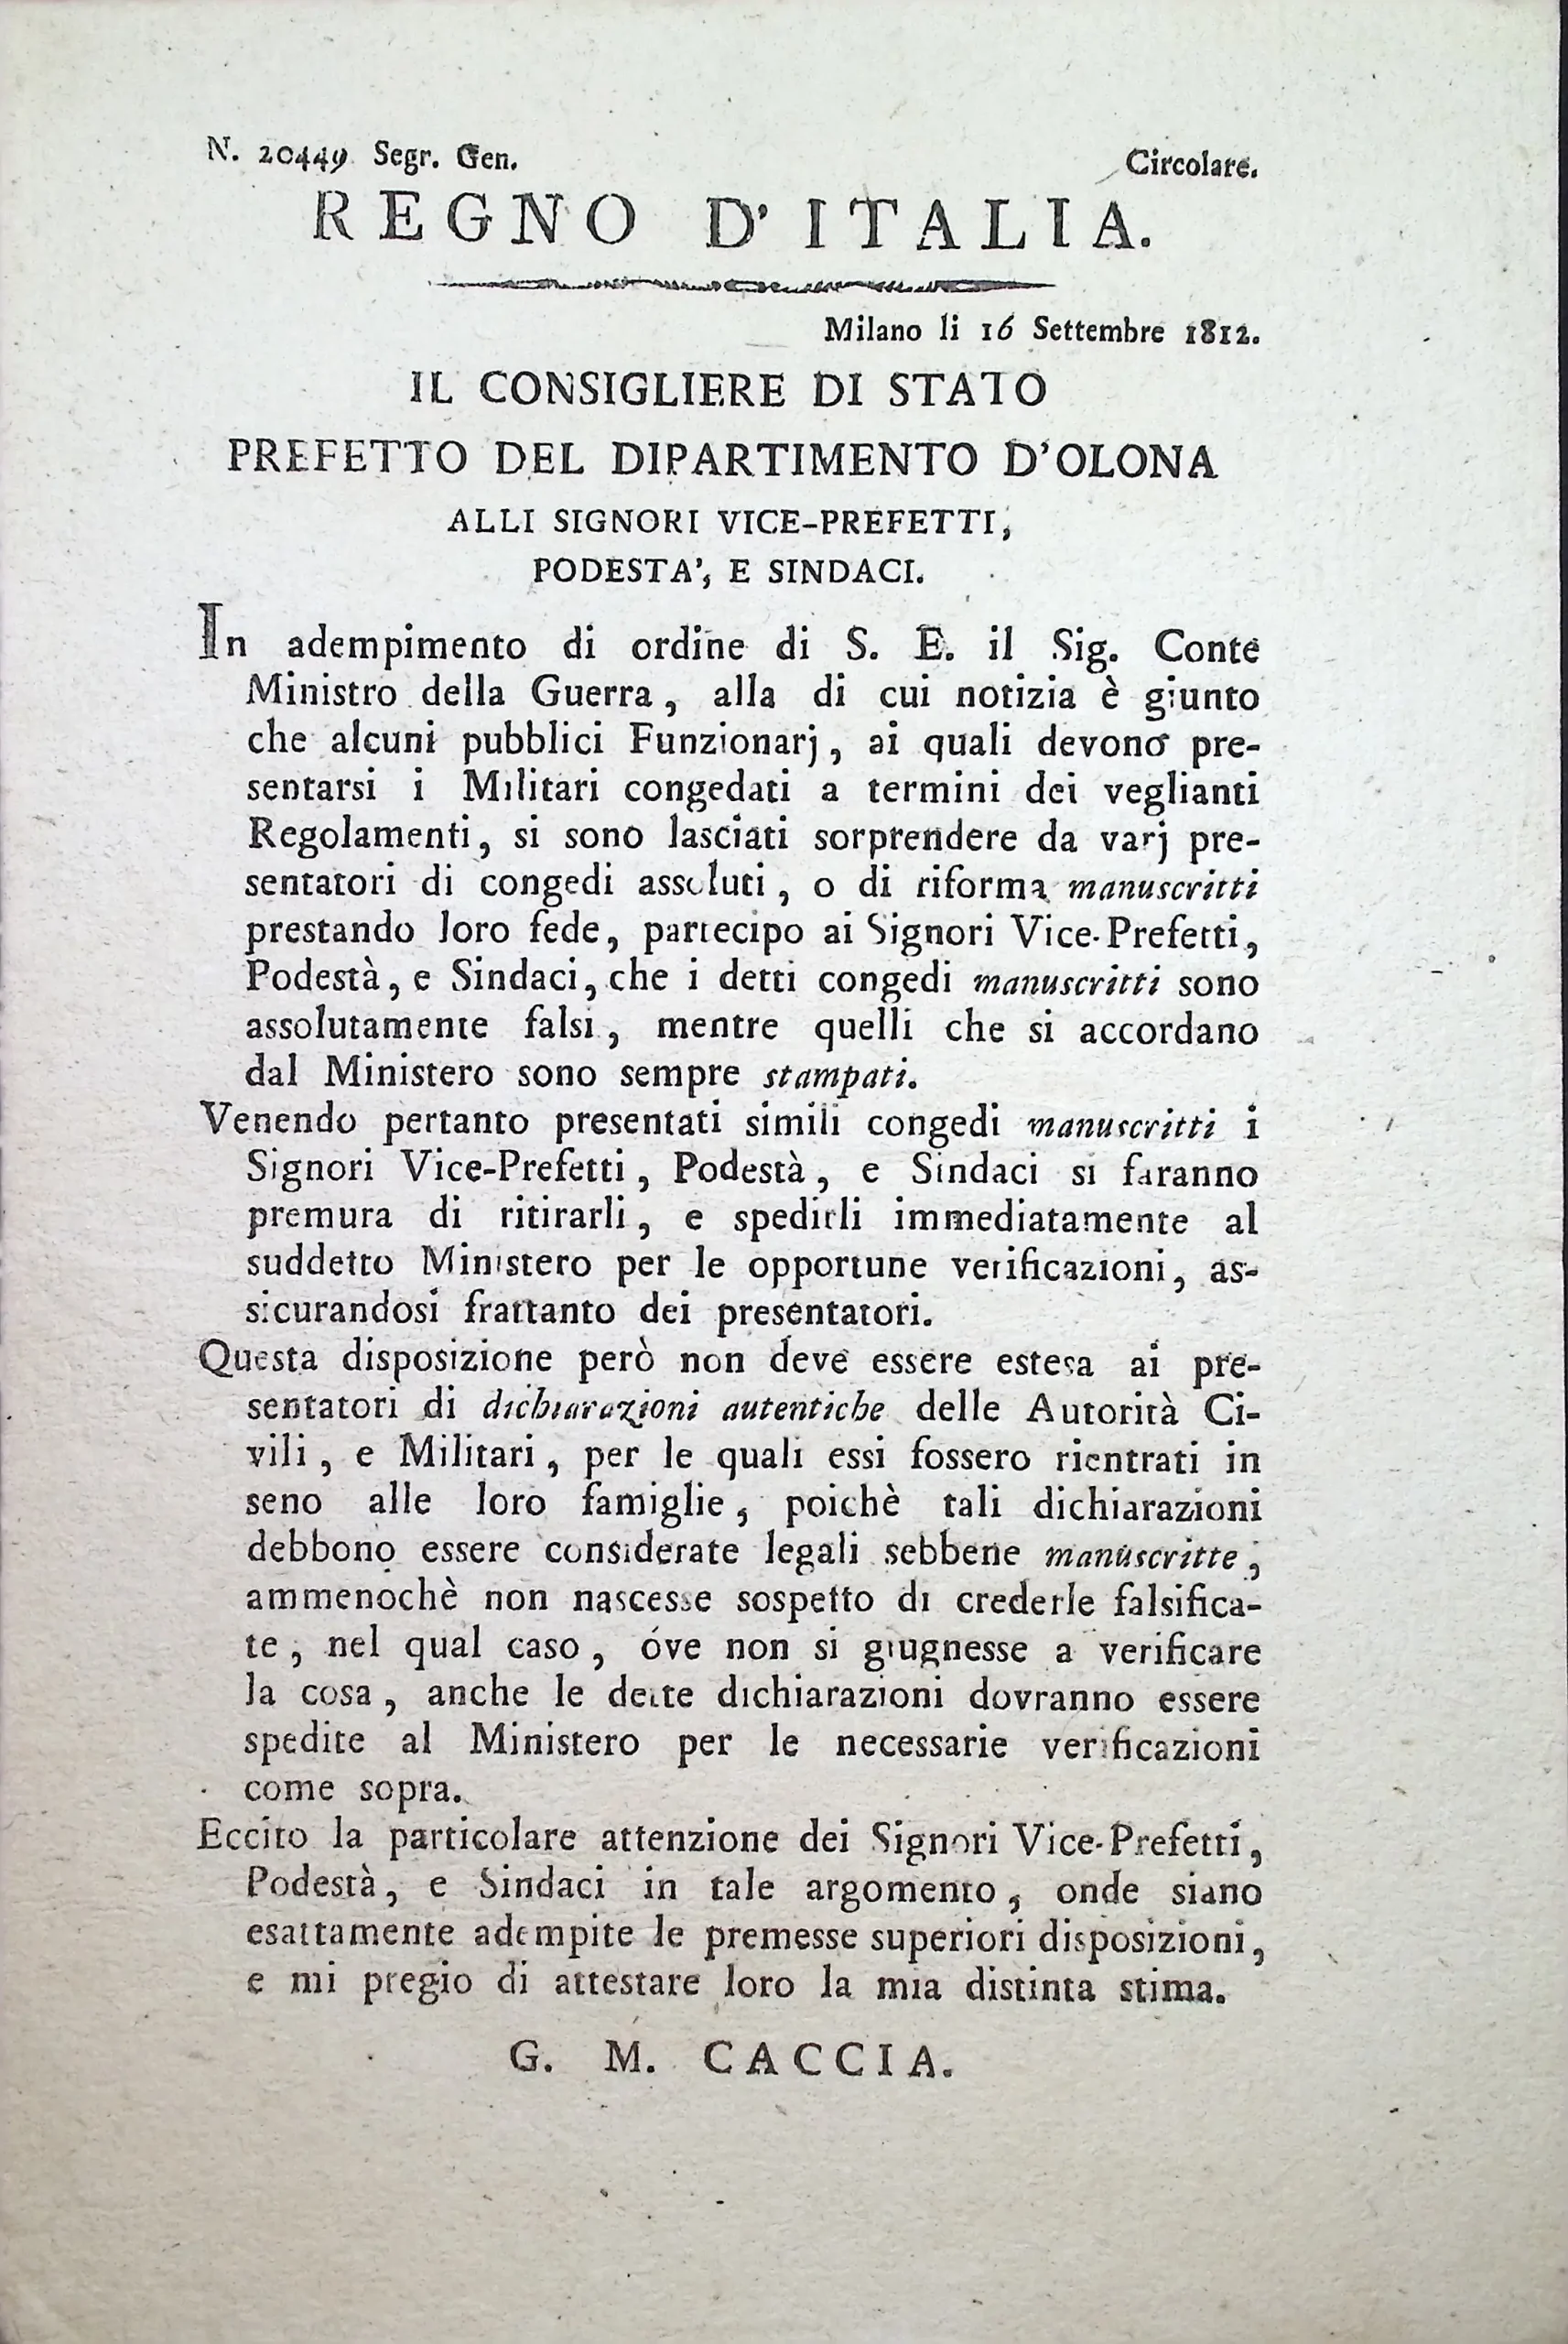 N. 20449 Segr. Gen. Circolare.
REGNO D'ITALIA.
Milano li 16 Settembre 1812.
IL CONSIGLIERE DI STATO
PREFETTO DEL DIPARTIMENTO D'OLONA
ALLI SIGNORI VICE-PREFETTI,
PODESTA', E SINDACI.
In adempimento di ordine di S. E. il Sig. Conte
Ministro della Guerra, alla di cui notizia è giunto
che alcuni pubblici Funzionarj, ai quali devono pre-
sentarsi i Militari congedati a termini dei veglianti
Regolamenti, si sono lasciati sorprendere da varj pre-
sentatori di congedi assoluti, o di riforma manuscritti
prestando loro fede, partecipo ai Signori Vice-Prefetti,
Podestà, e Sindaci, che i detti congedi manuscritti sono
assolutamente falsi, mentre quelli che si accordano
dal Ministero sono sempre stampati.
Venendo pertanto presentati simili congedi manuscritti i
Signori Vice-Prefetti, Podestà, e Sindaci si faranno
premura di ritirarli, e spedirli immediatamente al
suddetto Ministero per le opportune verificazioni, as-
sicurandosi frattanto dei presentatori.
Questa disposizione però non deve essere estesa ai pre-
sentatori di dichiarazioni autentiche delle Autorità Ci-
vili, e Militari, per le quali essi fossero rientrati in
seno alle loro famiglie, poichè tali dichiarazioni
debbono essere considerate legali sebbene manuscritte,
ammenochè non nascesse sospetto di crederle falsifica-
te, nel qual caso, ove non si giugnesse a verificare
la cosa, anche le dette dichiarazioni dovranno essere
spedite al Ministero per le necessarie verificazioni
come sopra.
Eccito la particolare attenzione dei Signori Vice-Prefetti,
Podestà, e Sindaci in tale argomento, onde siano
esattamente adempite le premesse superiori disposizioni,
e mi pregio di attestare loro la mia distinta stima.
G. M. CACCIA.